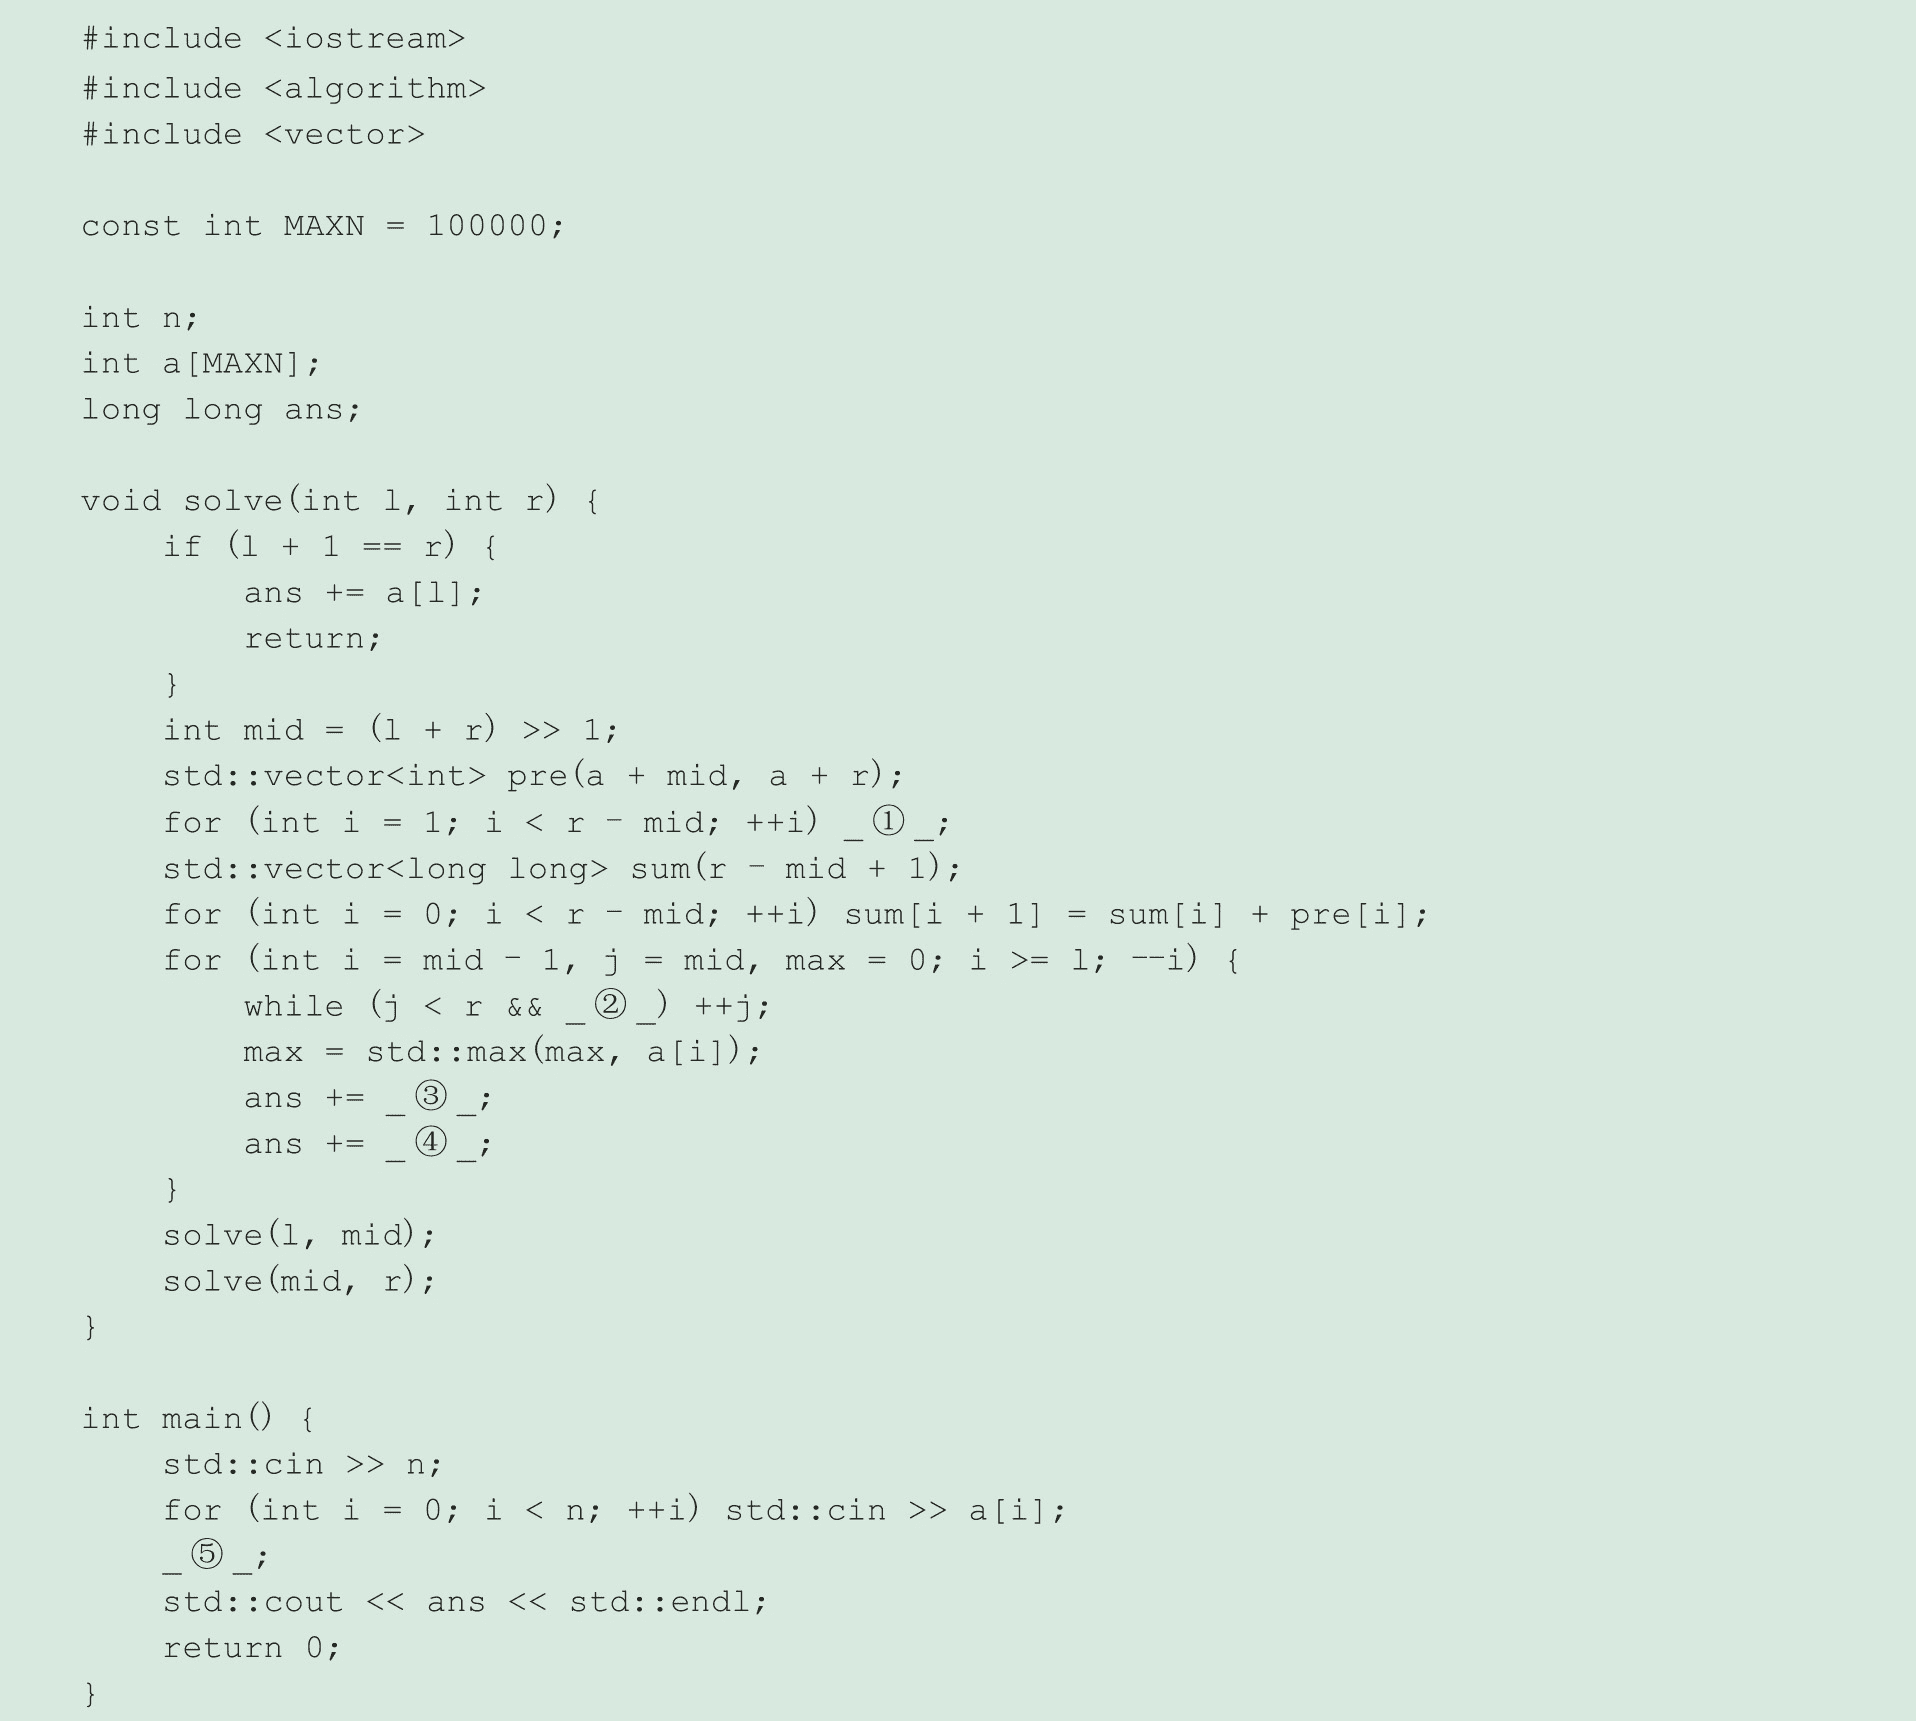 #include <iostream>
#include <algorithm>
#include <vector>
const int MAXN = 100000;
int n;
int a[MAXN];
long long ans;
void solve(int l, int r) {
if (l + 1 == r) {
ans += a[l];
return;
}
int mid = (l + r) >> 1;
std::vector<int> pre(a + mid, a + r);
for (int i = 1; i < r - mid; ++i) _①_;
std::vector<long long> sum(r - mid + 1);
for (int i = 0; i < r - mid; ++i) sum[i + 1] = sum[i] + pre[i];
for (int i = mid - 1, j = mid, max = 0; i >= l; --i) {
while (j < r && _②_) ++j;
max = std::max(max, a[i]);
ans += _③_;
ans += _④_;
}
solve(l, mid);
solve(mid, r);
}
int main() {
std::cin >> n;
for (int i = 0; i < n; ++i) std::cin >> a[i];
_⑤_;
std::cout << ans << std::endl;
return 0;
}